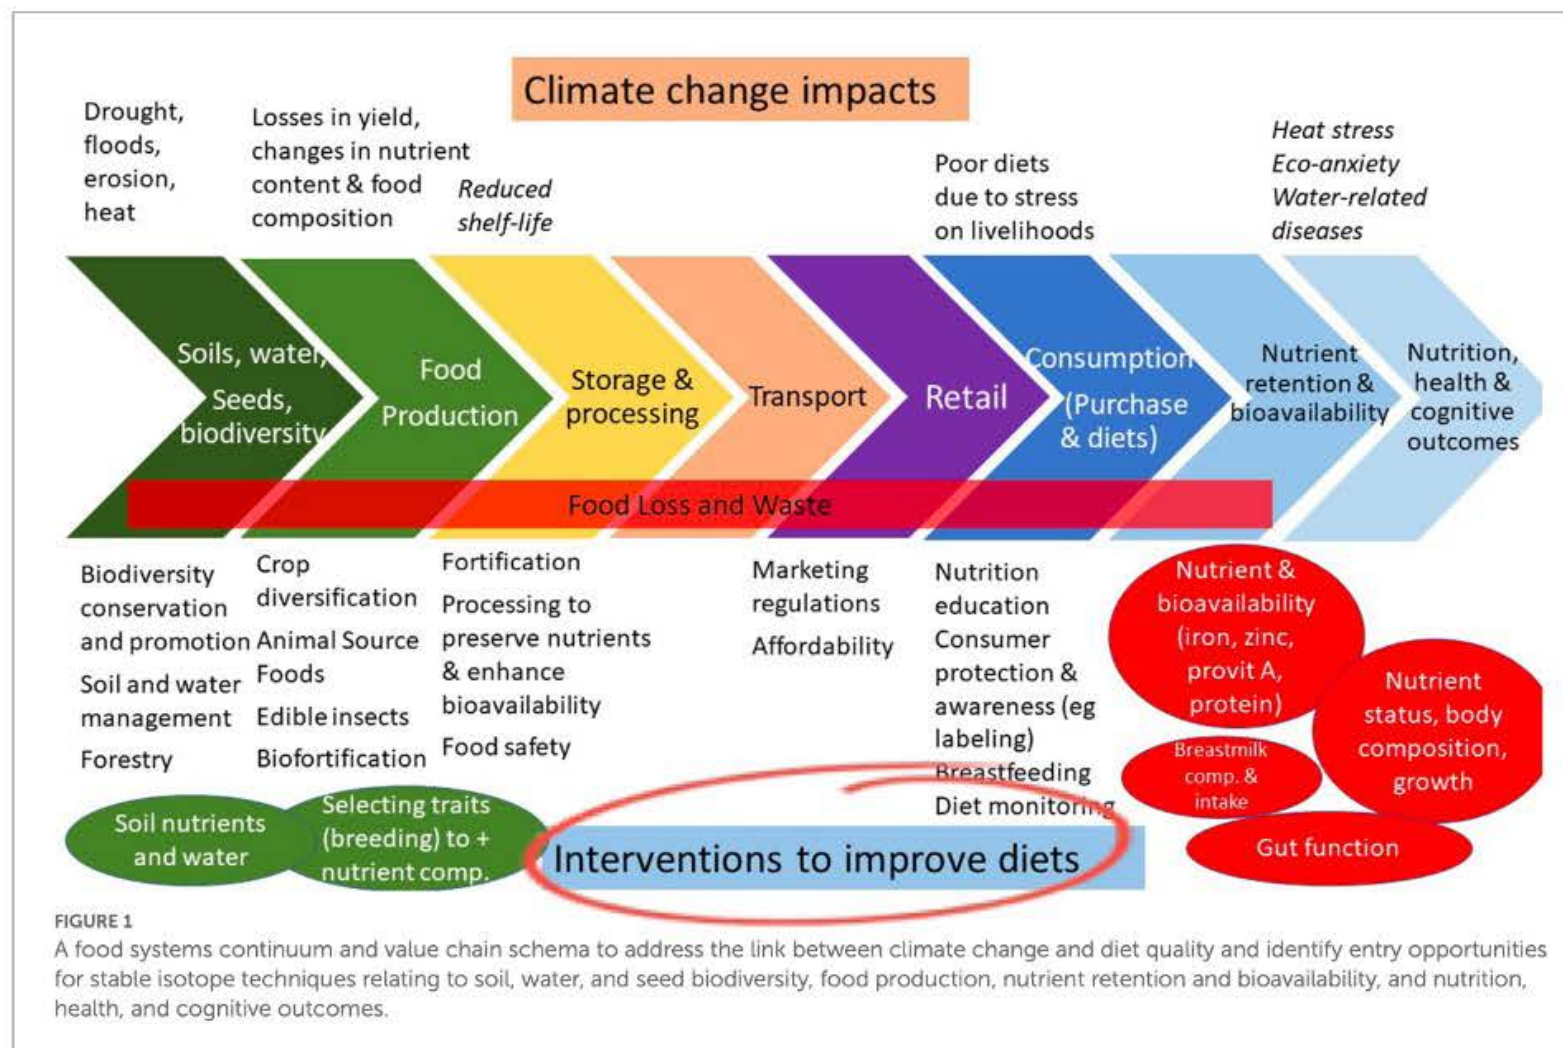 Climate change impacts
Drought,
floods,
erosion,
heat
Losses in yield,
changes in nutrient
content & food
composition
Reduced
shelf-life
Poor diets
due to stress
on livelihoods
Heat stress
Eco-anxiety
Water-related
diseases
Soils, water,
Seeds,
biodiversity
Food
Production
Storage &
processing
Transport
Retail
Consumption
(Purchase
& diets)
Nutrient
retention &
bioavailability
Nutrition,
health &
cognitive
outcomes
Food Loss and Waste
Biodiversity
conservation
and promotion
Soil and water
management
Forestry
Crop
diversification
Animal Source
Foods
Edible insects
Biofortification
Fortification
Processing to
preserve nutrients
& enhance
bioavailability
Food safety
Marketing
regulations
Affordability
Nutrition
education
Consumer
protection &
awareness (eg
labeling)
Breastfeeding
Diet monitoring
Nutrient &
bioavailability
(iron, zinc,
provit A,
protein)
Nutrient
status, body
composition,
growth
Breastmilk
comp. &
intake
Gut function
Soil nutrients
and water
Selecting traits
(breeding) to +
nutrient comp.
Interventions to improve diets
FIGURE 1
A food systems continuum and value chain schema to address the link between climate change and diet quality and identify entry opportunities
for stable isotope techniques relating to soil, water, and seed biodiversity, food production, nutrient retention and bioavailability, and nutrition,
health, and cognitive outcomes.